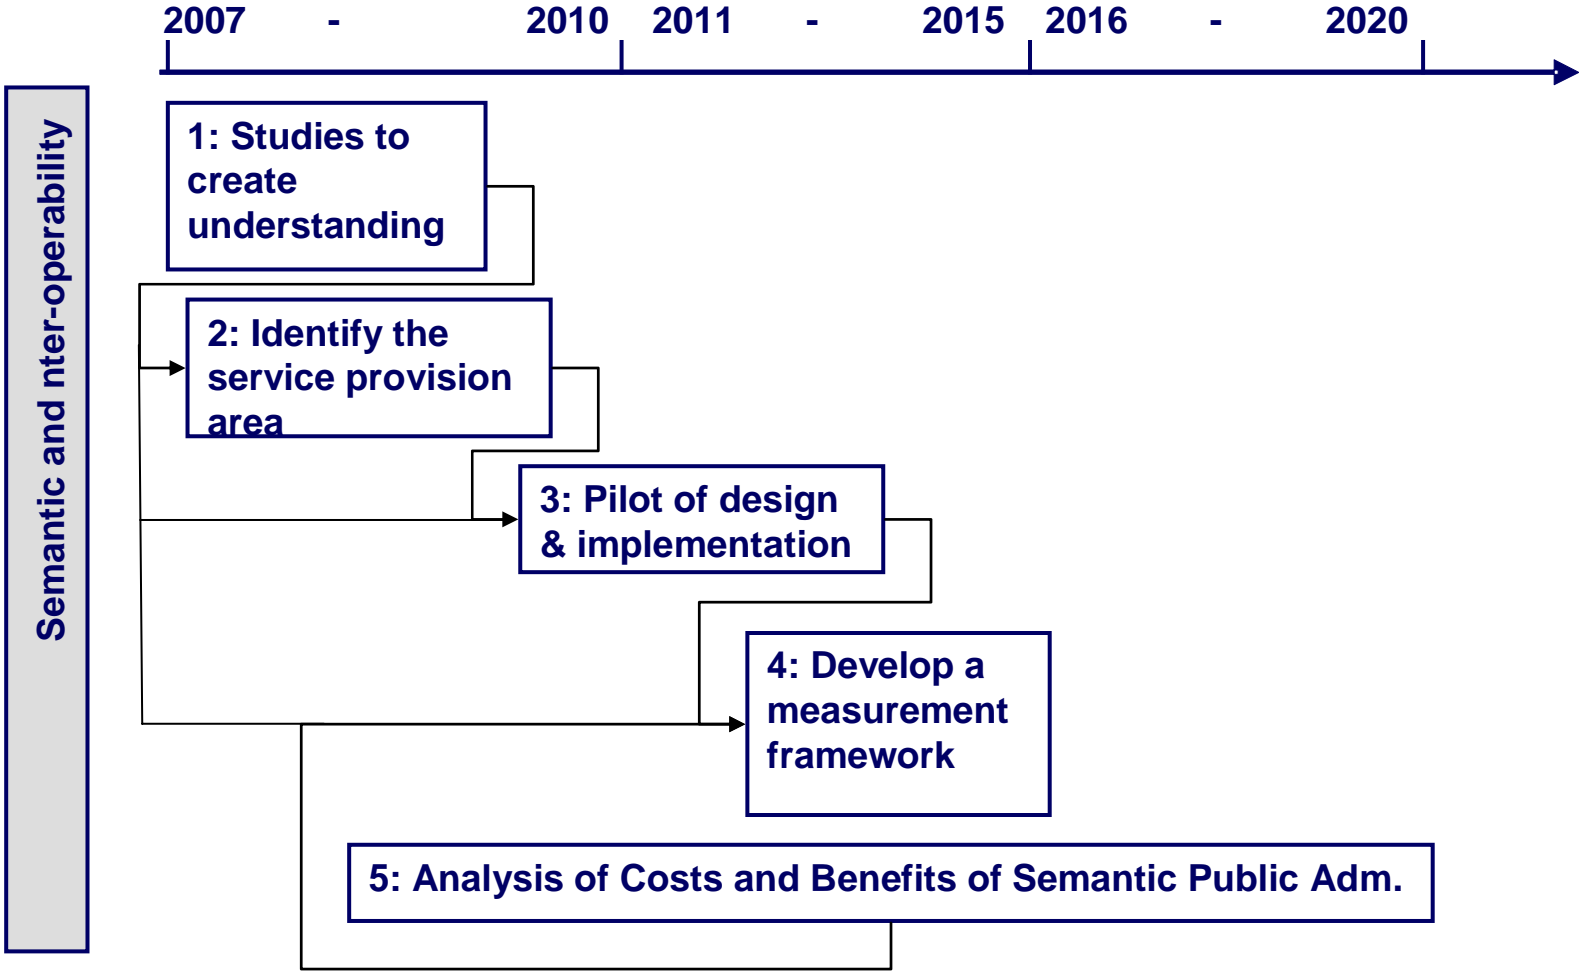 2007 - 2010 2011 - 2015 2016 - 2020
Semantic and nter-operability
1: Studies to
create
understanding
2: Identify the
service provision
area
3: Pilot of design
& implementation
4: Develop a
measurement
framework
5: Analysis of Costs and Benefits of Semantic Public Adm.